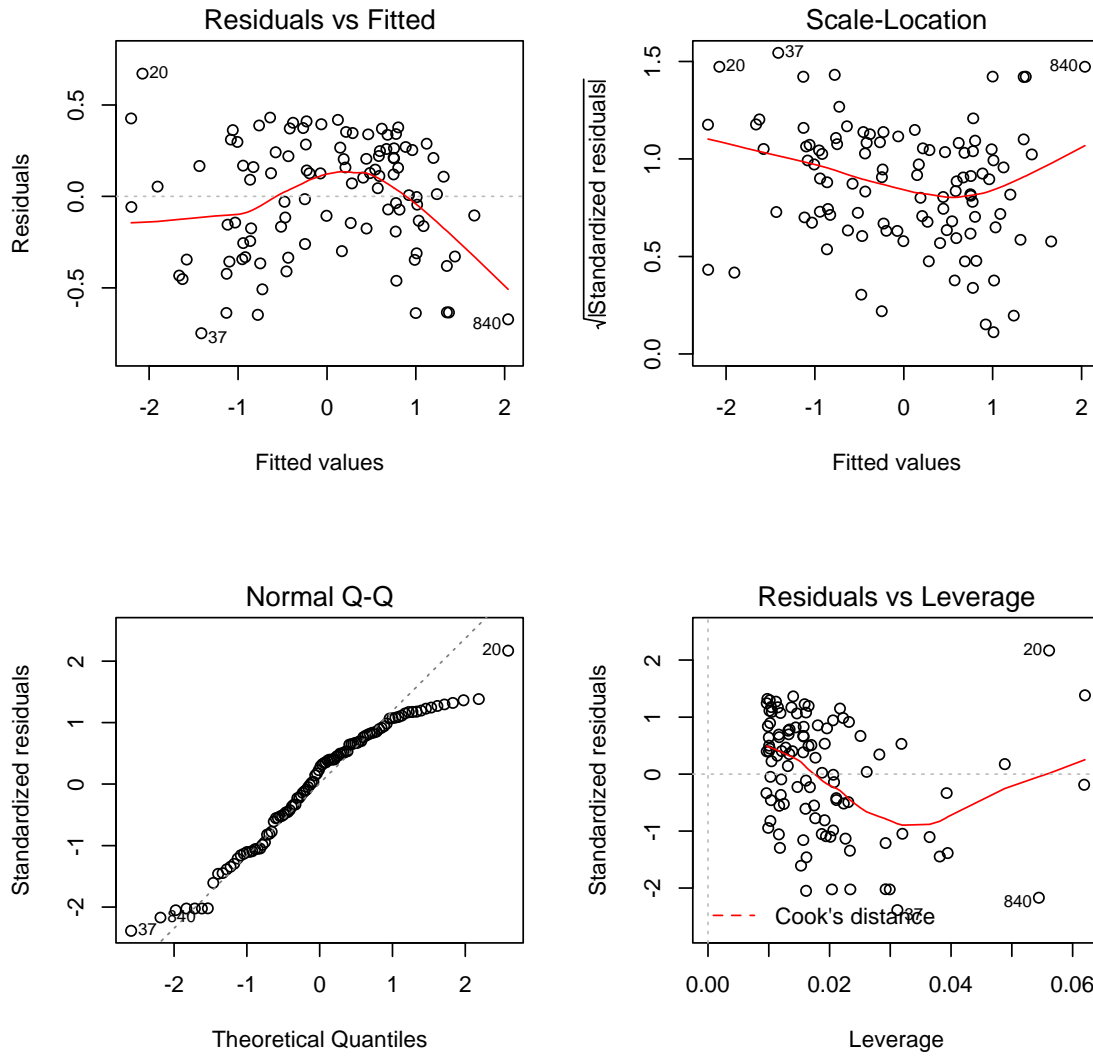 Residuals vs Fitted
Residuals
0.5
0.0
-0.5
20
37
840
-2 -1 0 1 2
Fitted values
Scale-Location
√|Standardized residuals|
1.5
1.0
0.5
0.0
20
37
840
-2 -1 0 1 2
Fitted values
Normal Q-Q
Standardized residuals
2
1
0
-1
-2
20
840
37
-2 -1 0 1 2
Theoretical Quantiles
Residuals vs Leverage
Standardized residuals
2
1
0
-1
-2
20
840
37
Cook's distance
0.00 0.02 0.04 0.06
Leverage